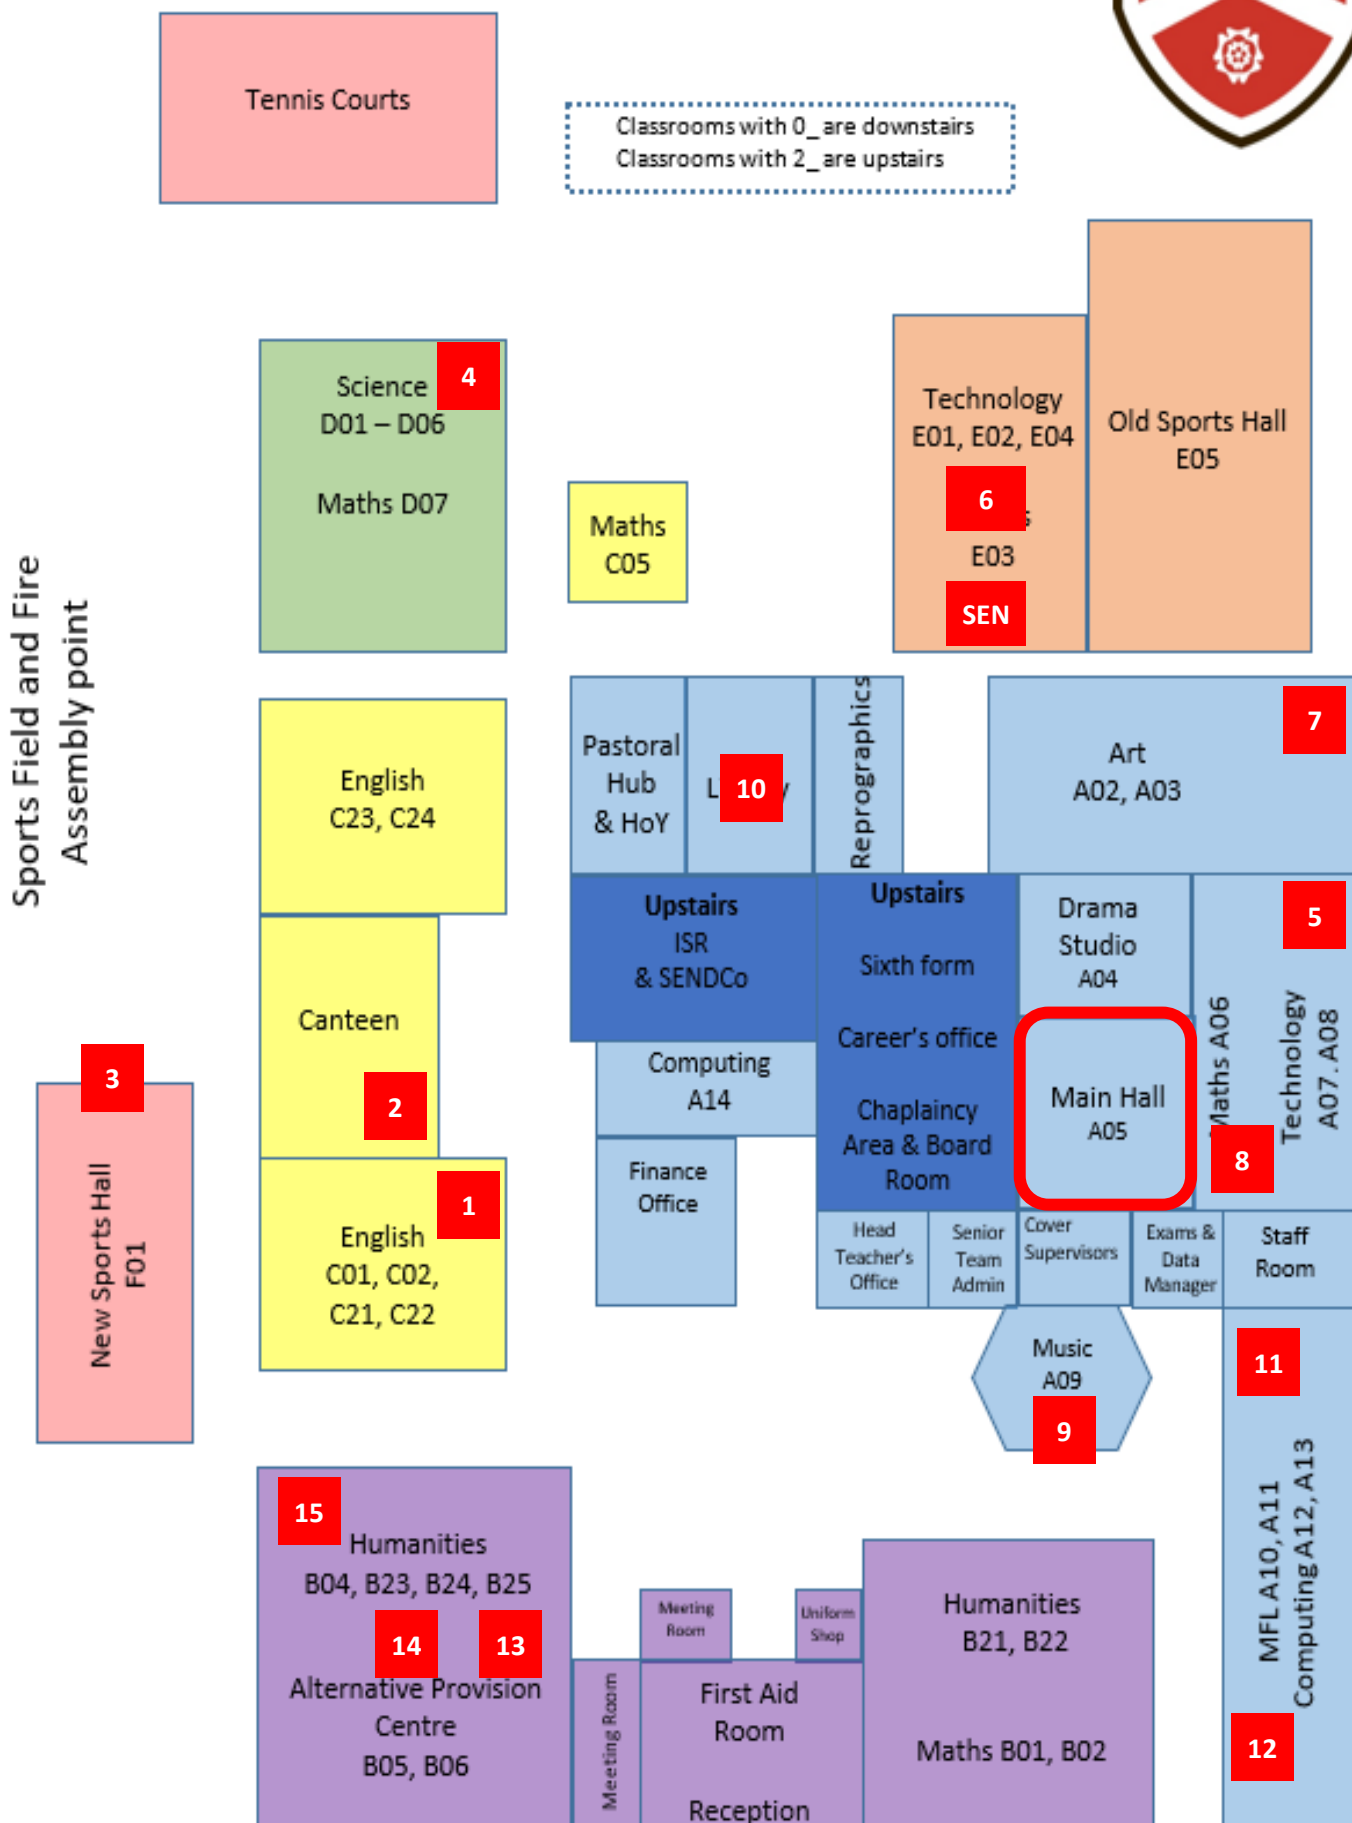 Tennis Courts
Classrooms with 0_ are downstairs
Classrooms with 2_ are upstairs
4
Science
D01 – D06
Maths D07
Maths
C05
Technology
E01, E02, E04
6
E03
SEN
Old Sports Hall
E05
Sports Field and Fire
Assembly point
English
C23, C24
Pastoral
Hub
& HoY
10
Reprographics
7
Art
A02, A03
Upstairs
ISR
& SENDCo
Upstairs
Sixth form
Career's office
Chaplaincy
Area & Board
Room
Drama
Studio
A04
5
Maths A06
Technology
A07. A08
8
Canteen
2
3
New Sports Hall
F01
Computing
A14
Main Hall
A05
Finance
Office
1
English
C01, C02,
C21, C22
Head
Teacher's
Office
Senior
Team
Admin
Cover
Supervisors
Exams &
Data
Manager
Staff
Room
Music
A09
9
11
MFL A10, A11
Computing A12, A13
12
15
Humanities
B04, B23, B24, B25
14
13
Alternative Provision
Centre
B05, B06
Meeting Room
Meeting
Room
Uniform
Shop
First Aid
Room
Reception
Humanities
B21, B22
Maths B01, B02